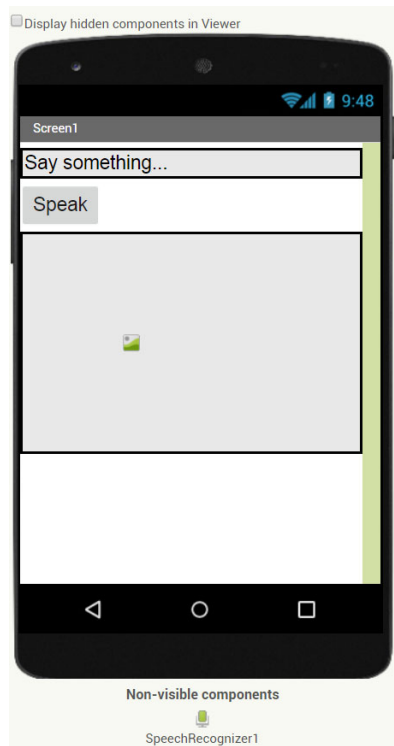 Display hidden components in Viewer
9:48
Screen1
Say something...
Speak
Non-visible components
SpeechRecognizer1